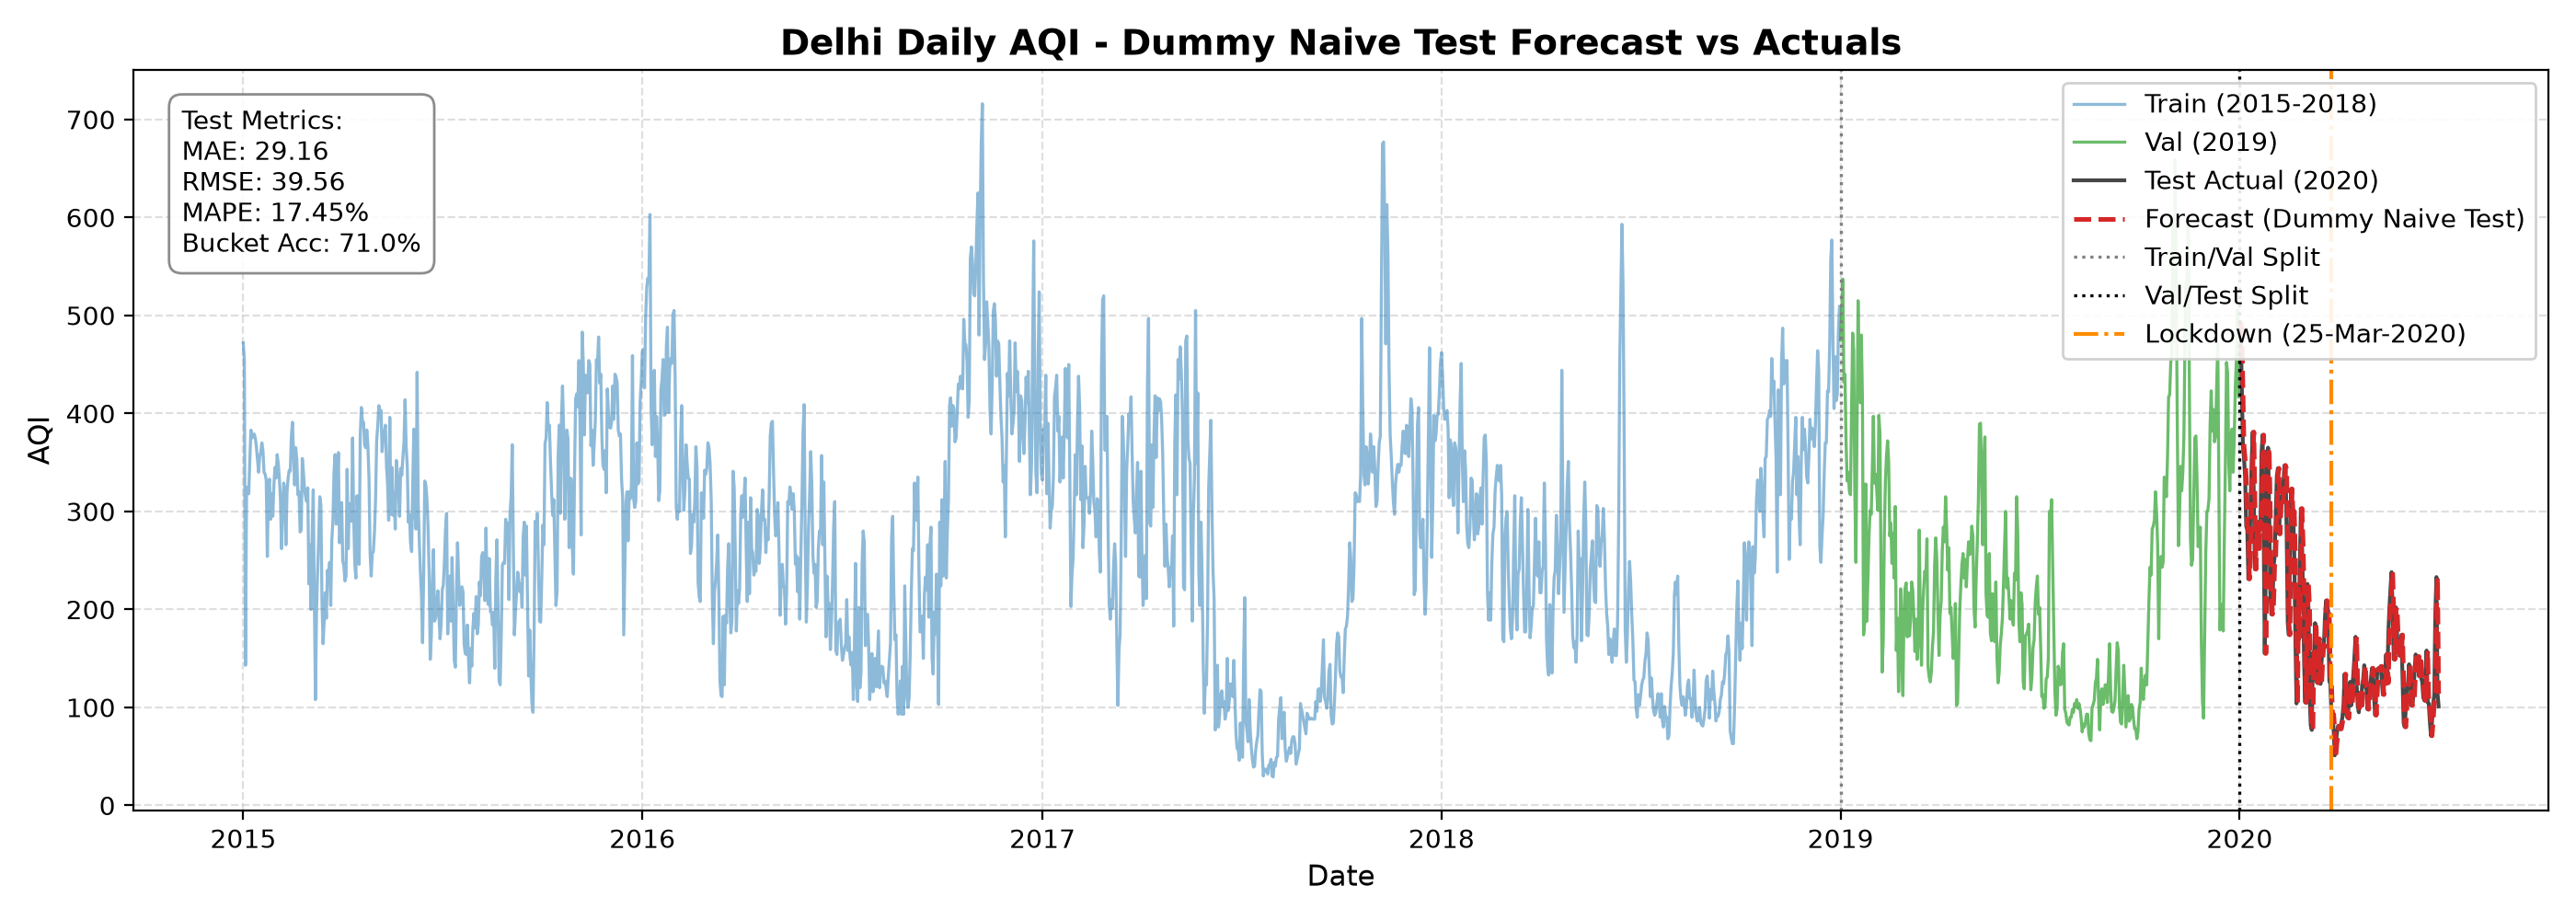 Delhi Daily AQI - Dummy Naive Test Forecast vs Actuals
Test Metrics:
MAE: 29.16
RMSE: 39.56
MAPE: 17.45%
Bucket Acc: 71.0%
Train (2015-2018)
Val (2019)
Test Actual (2020)
Forecast (Dummy Naive Test)
Train/Val Split
Val/Test Split
Lockdown (25-Mar-2020)
AQI
700
600
500
400
300
200
100
0
2015
2016
2017
2018
2019
2020
Date